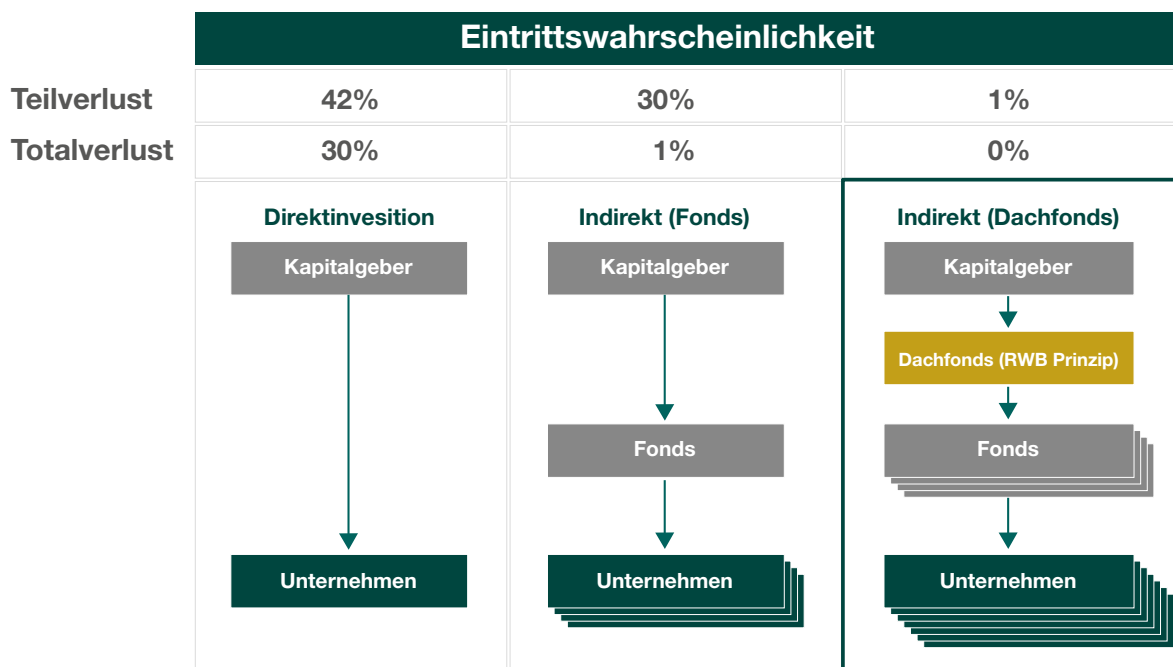 Eintrittswahrscheinlichkeit
Teilverlust 42% 30% 1%
Totalverlust 30% 1% 0%
Direktinvesition Indirekt (Fonds) Indirekt (Dachfonds)
Kapitalgeber Kapitalgeber Kapitalgeber
Dachfonds (RWB Prinzip)
Fonds Fonds
Unternehmen Unternehmen Unternehmen